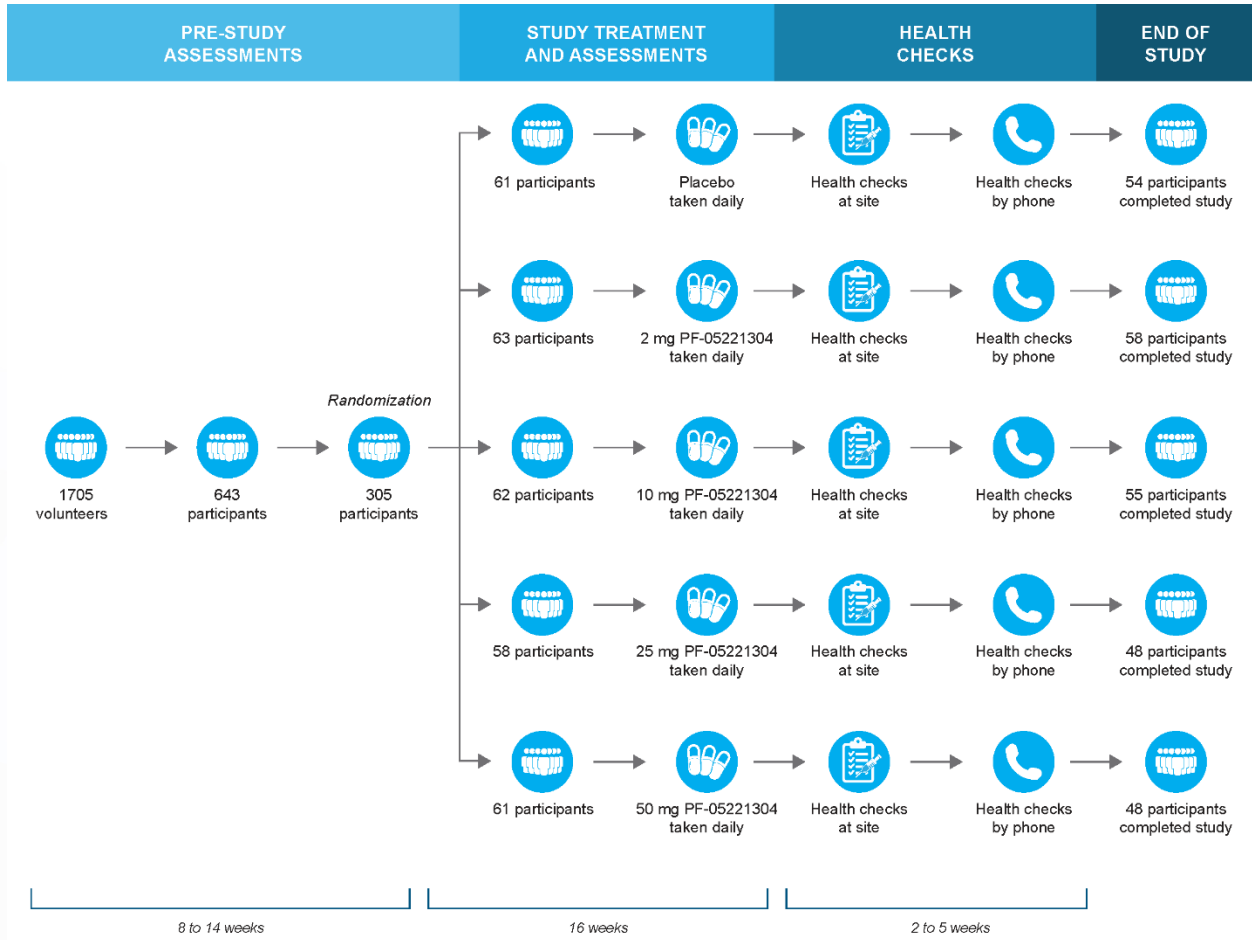 PRE-STUDY
ASSESSMENTS
STUDY TREATMENT
AND ASSESSMENTS
HEALTH
CHECKS
END OF
STUDY
61 participants
Placebo
taken daily
Health checks
at site
Health checks
by phone
54 participants
completed study
63 participants
2 mg PF-05221304
taken daily
Health checks
at site
Health checks
by phone
58 participants
completed study
Randomization
1705
volunteers
643
participants
305
participants
62 participants
10 mg PF-05221304
taken daily
Health checks
at site
Health checks
by phone
55 participants
completed study
58 participants
25 mg PF-05221304
taken daily
Health checks
at site
Health checks
by phone
48 participants
completed study
61 participants
50 mg PF-05221304
taken daily
Health checks
at site
Health checks
by phone
48 participants
completed study
8 to 14 weeks
16 weeks
2 to 5 weeks